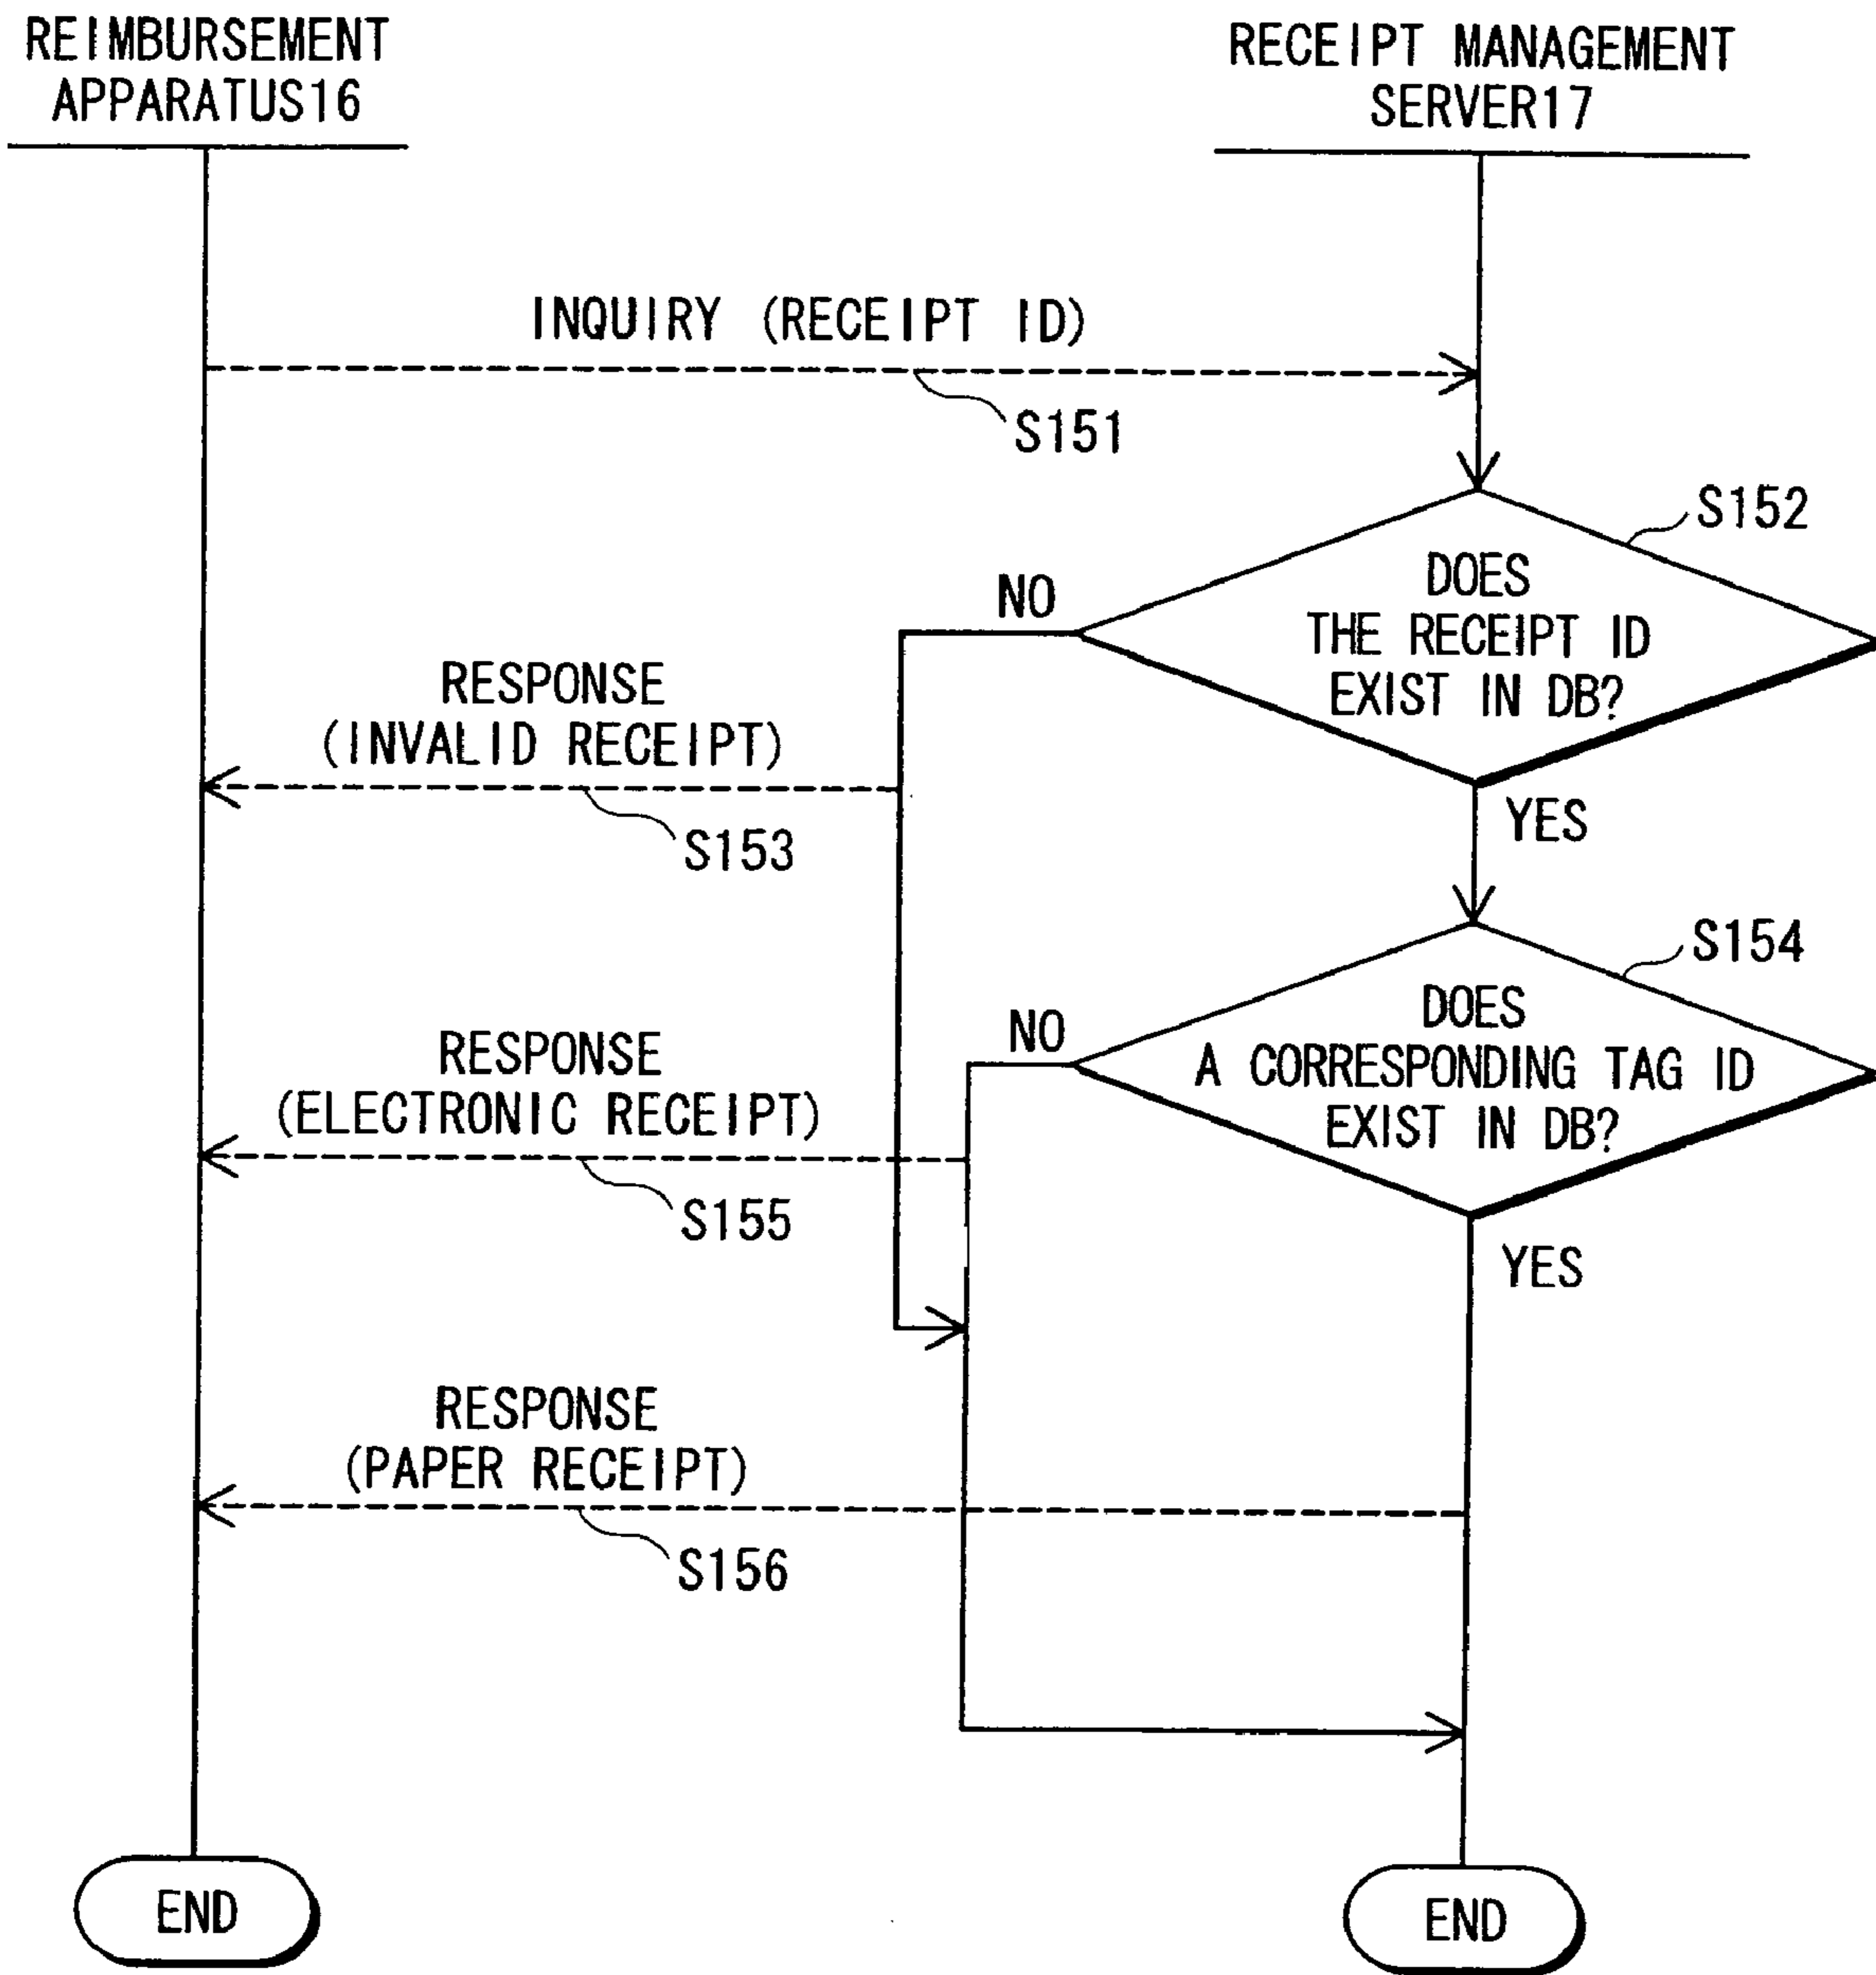 REIMBURSEMENT
APPARATUS16
RECEIPT MANAGEMENT
SERVER17
INQUIRY (RECEIPT ID)
S151
S152
DOES
THE RECEIPT ID
EXIST IN DB?
NO
YES
RESPONSE
(INVALID RECEIPT)
S153
S154
DOES
A CORRESPONDING TAG ID
EXIST IN DB?
NO
YES
RESPONSE
(ELECTRONIC RECEIPT)
S155
RESPONSE
(PAPER RECEIPT)
S156
END
END